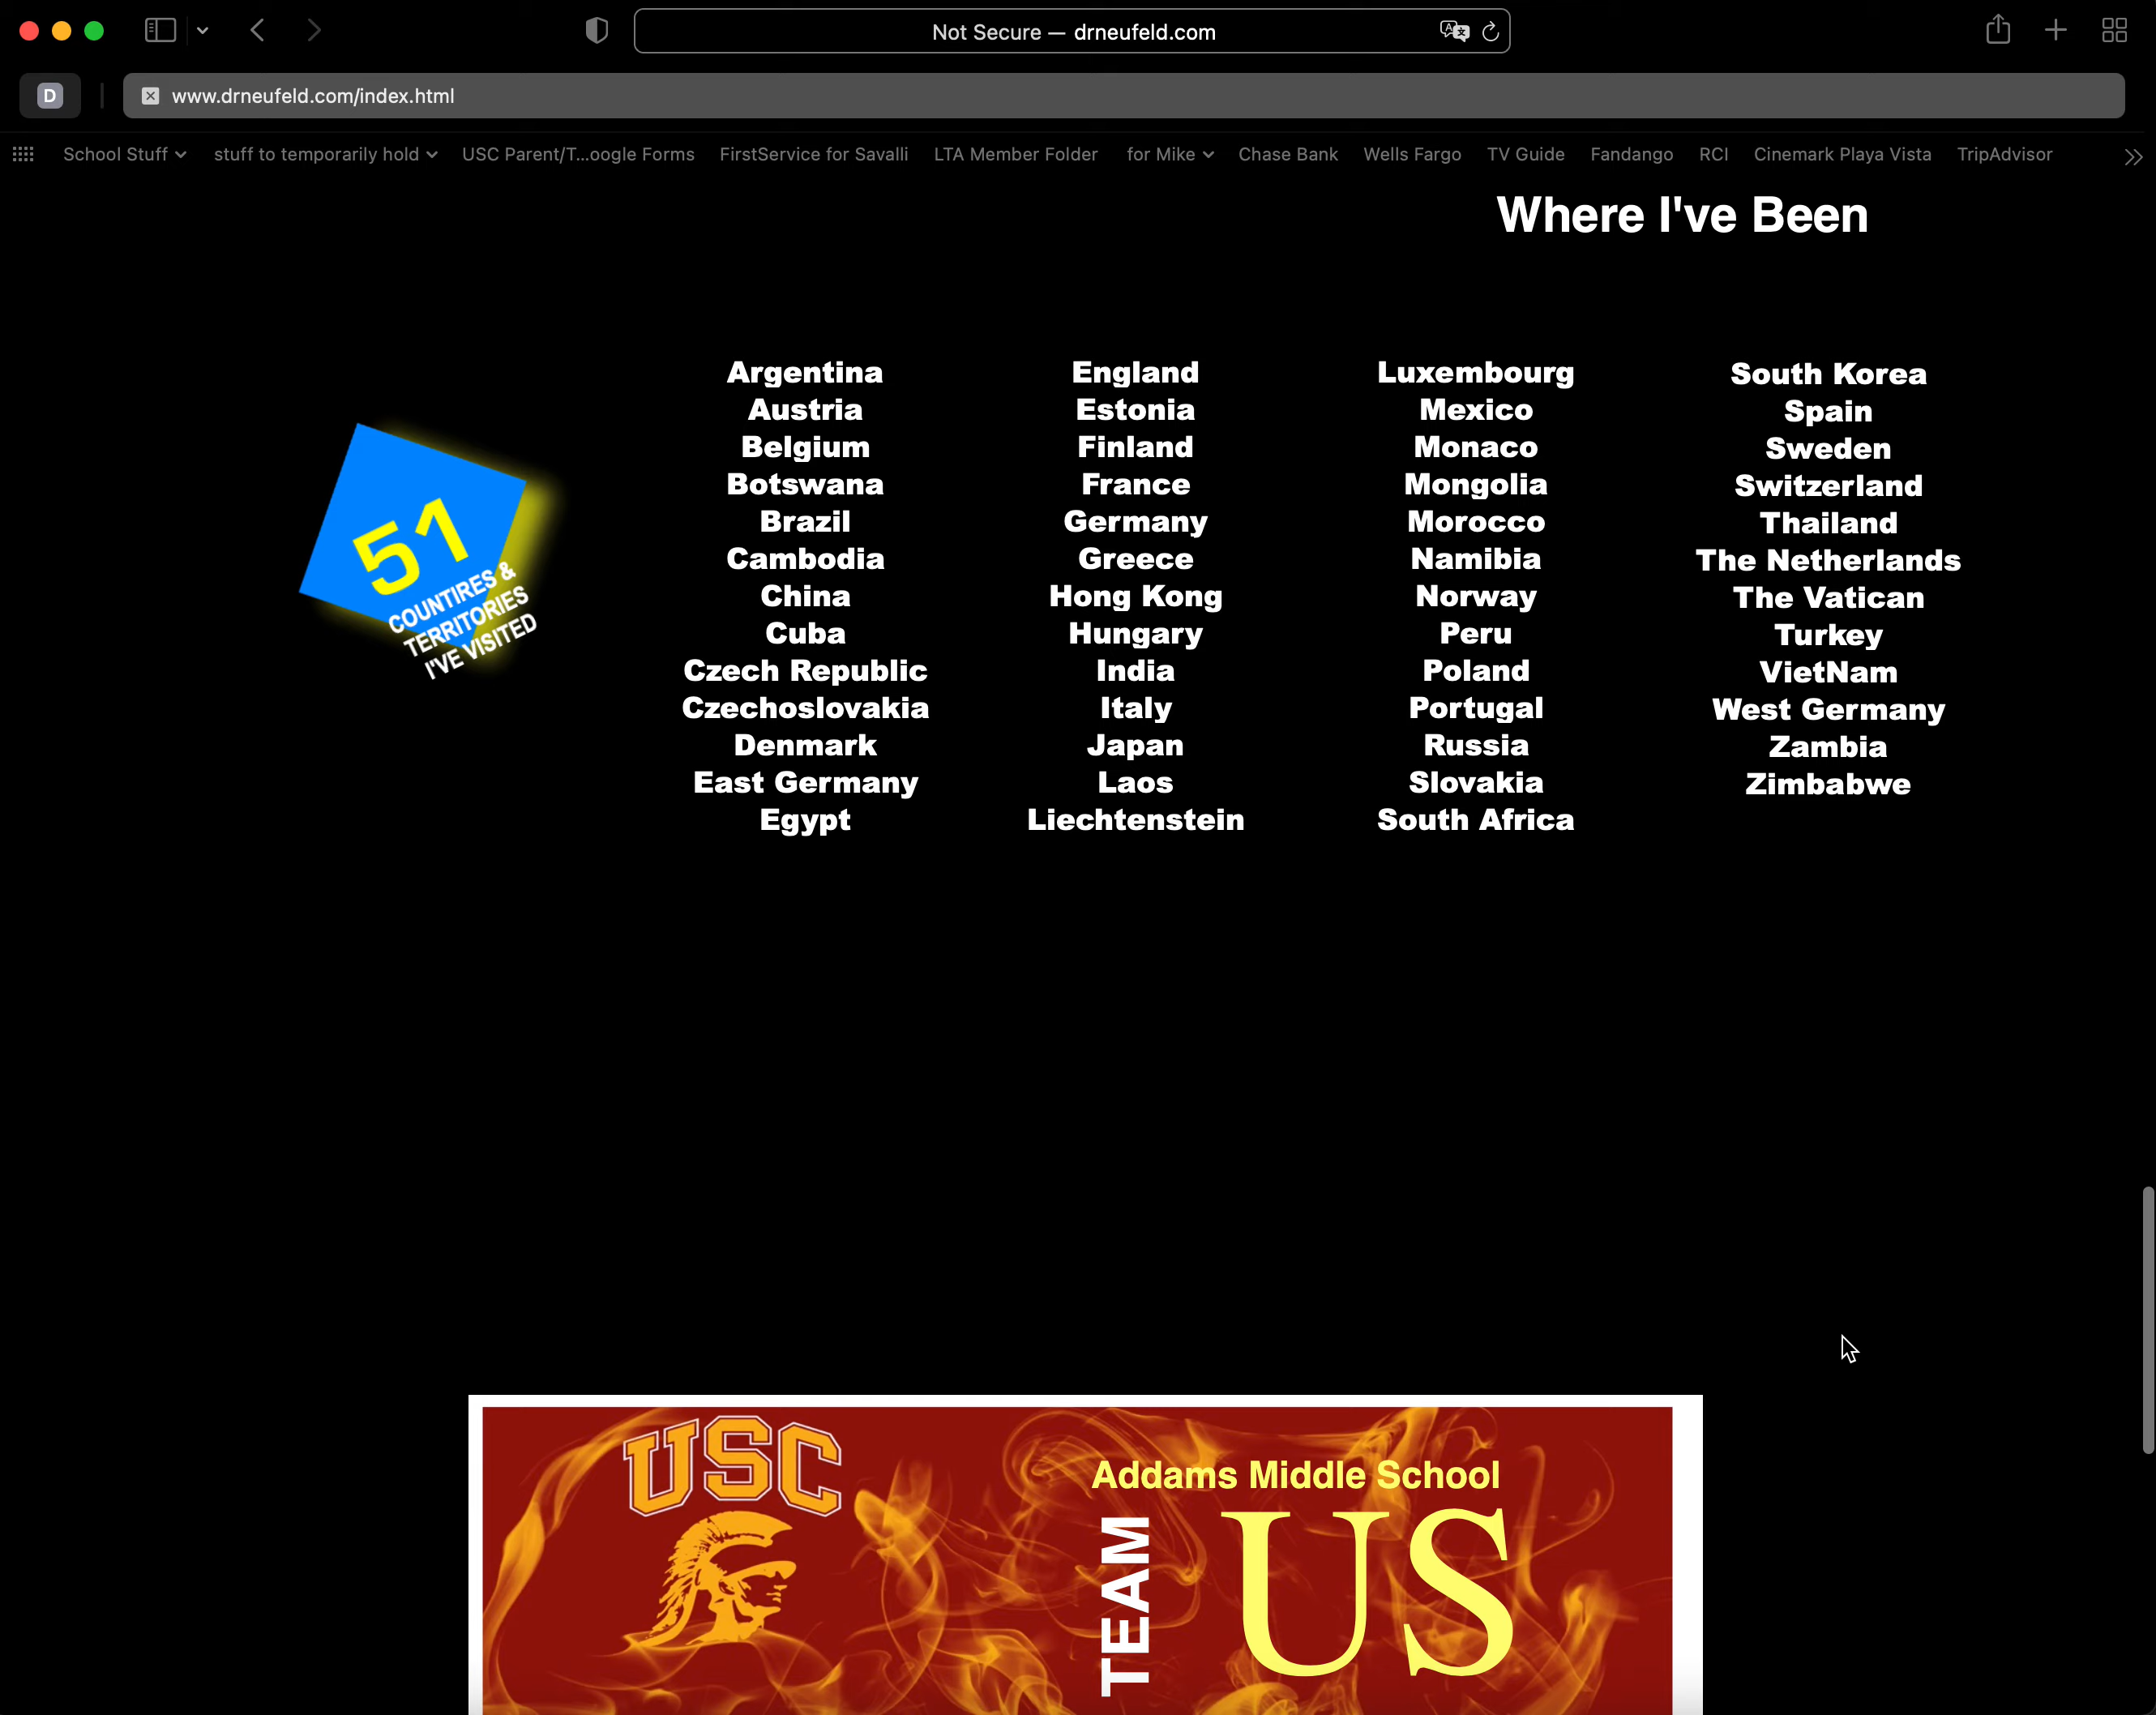 Not Secure — drneufeld.com
D
www.drneufeld.com/index.html
School Stuff
stuff to temporarily hold
USC Parent/T...oogle Forms
FirstService for Savalli
LTA Member Folder
for Mike
Chase Bank
Wells Fargo
TV Guide
Fandango
RCI
Cinemark Playa Vista
TripAdvisor
Where I've Been
51
COUNTIRES &
TERRITORIES
I'VE VISITED
Argentina
Austria
Belgium
Botswana
Brazil
Cambodia
China
Cuba
Czech Republic
Czechoslovakia
Denmark
East Germany
Egypt
England
Estonia
Finland
France
Germany
Greece
Hong Kong
Hungary
India
Italy
Japan
Laos
Liechtenstein
Luxembourg
Mexico
Monaco
Mongolia
Morocco
Namibia
Norway
Peru
Poland
Portugal
Russia
Slovakia
South Africa
South Korea
Spain
Sweden
Switzerland
Thailand
The Netherlands
The Vatican
Turkey
VietNam
West Germany
Zambia
Zimbabwe
USC
Addams Middle School
TEAM
US